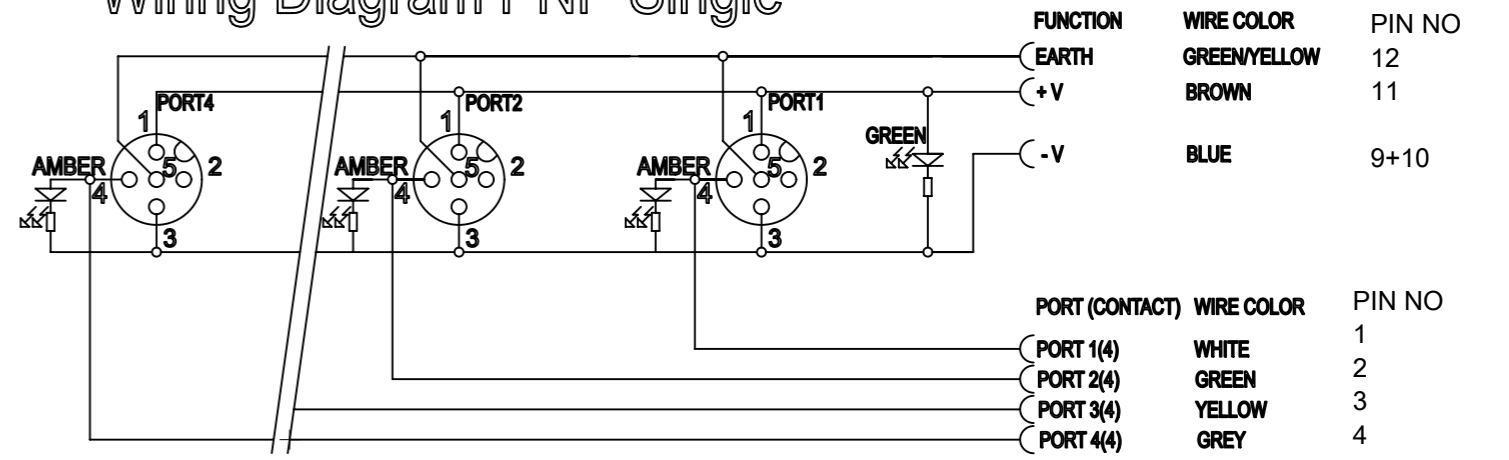 Wiring Diagram PNP Single
FUNCTION WIRE COLOR PIN NO
EARTH GREEN/YELLOW 12
+ V BROWN 11
- V BLUE 9+10
PORT4 PORT2 PORT1
1 1 1
GREEN
AMBER 5 2 AMBER 5 2 AMBER 5 2
4 4 4
3 3 3
PORT (CONTACT) WIRE COLOR PIN NO
PORT 1(4) WHITE 1
PORT 2(4) GREEN 2
PORT 3(4) YELLOW 3
PORT 4(4) GREY 4